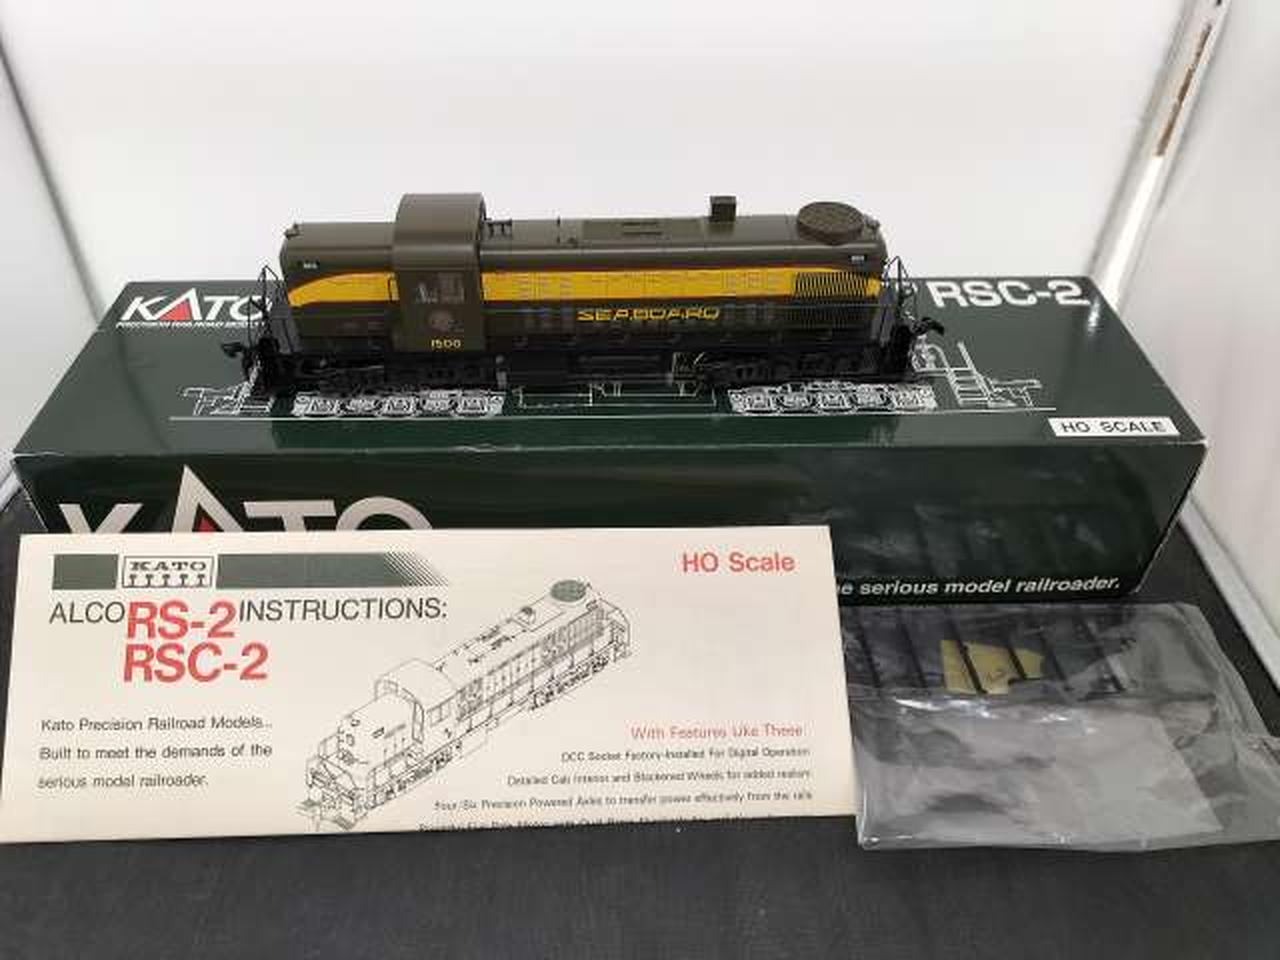 KATO
RSC-2
SEABOARD
1500
HO SCALE
KATO
the serious model railroader.
KATO
HO Scale
ALCO RS-2 INSTRUCTIONS:
RSC-2
Kato Precision Railroad Models...
Built to meet the demands of the
serious model railroader.
With Features Like These:
DCC Socket Factory-Installed For Digital Operation
Detailed Cab Interior and Blackened Wheels for added realism
Four/Six Precision Powered Axles to transfer power effectively from the rails